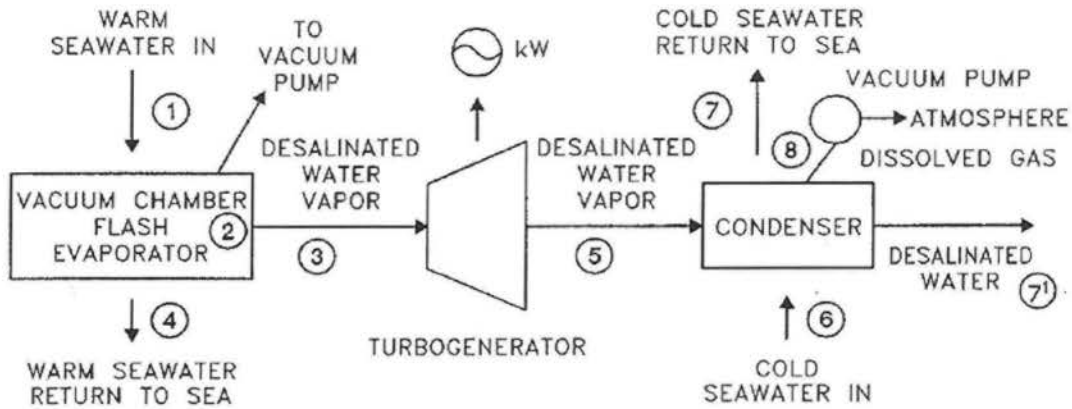 WARM
SEAWATER IN
1
TO
VACUUM
PUMP
kW
COLD SEAWATER
RETURN TO SEA
7
VACUUM PUMP
ATMOSPHERE
8
DISSOLVED GAS
VACUUM CHAMBER
FLASH
EVAPORATOR
2
DESALINATED
WATER
VAPOR
3
DESALINATED
WATER
VAPOR
5
CONDENSER
DESALINATED
WATER
7¹
4
WARM SEAWATER
RETURN TO SEA
TURBOGENERATOR
6
COLD
SEAWATER IN